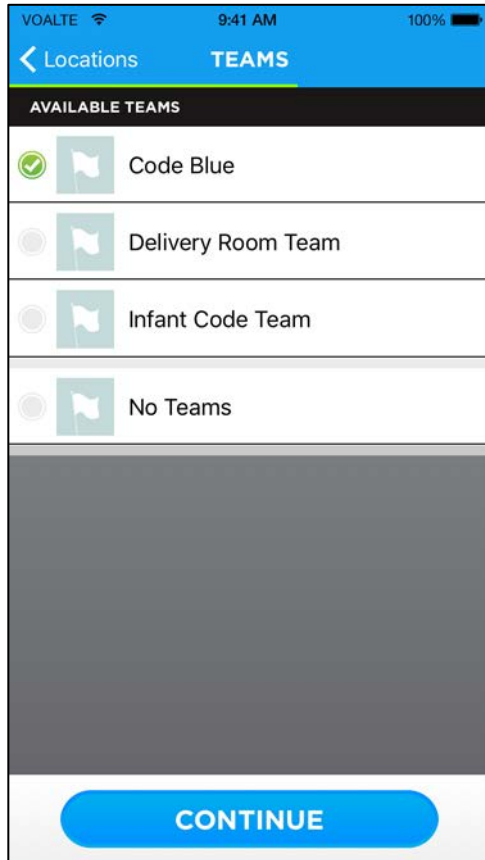 VOALTE 9:41 AM 100%
Locations TEAMS
AVAILABLE TEAMS
Code Blue
Delivery Room Team
Infant Code Team
No Teams
CONTINUE